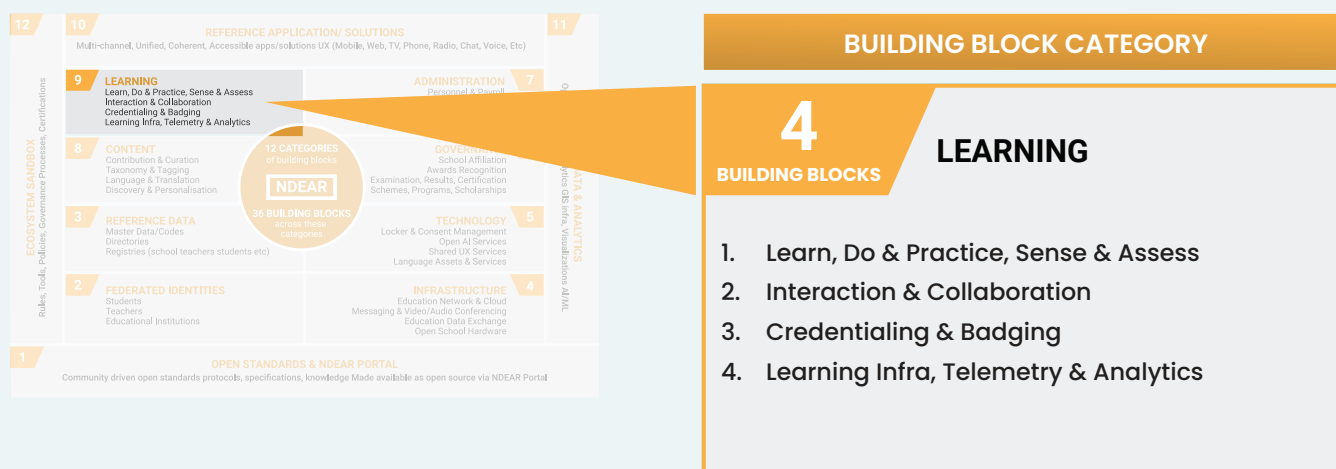 12
10
REFERENCE APPLICATION/ SOLUTIONS
Multi-channel, Unified, Coherent, Accessible apps/solutions UX (Mobile, Web, TV, Phone, Radio, Chat, Voice, Etc)
11
9
LEARNING
Learn, Do & Practice, Sense & Assess
Interaction & Collaboration
Credentialing & Badging
Learning Infra, Telemetry & Analytics
ADMINISTRATION
7
Personnel & Payroll
8
CONTENT
Contribution & Curation
Taxonomy & Tagging
Language & Translation
Discovery & Personalisation
12 CATEGORIES
of building blocks
NDEAR
36 BUILDING BLOCKS
across these
categories
School Affiliation
Awards Recognition
Examination, Results, Certification
Schemes, Programs, Scholarships
3
REFERENCE DATA
Master Data/Codes
Directories
Registries (school teachers students etc)
TECHNOLOGY
5
Locker & Consent Management
Open AI Services
Shared UX Services
Language Assets & Services
2
FEDERATED IDENTITIES
Students
Teachers
Educational Institutions
INFRASTRUCTURE
4
Education Network & Cloud
Messaging & Video/Audio Conferencing
Education Data Exchange
Open School Hardware
ECOSYSTEM SANDBOX
Rules, Tools, Policies, Governance Processes, Certifications
DATA & ANALYTICS
GIS infra, Visualizations AI/ML
1
OPEN STANDARDS & NDEAR PORTAL
Community driven open standards protocols, specifications, knowledge Made available as open source via NDEAR Portal
BUILDING BLOCK CATEGORY
4
BUILDING BLOCKS
LEARNING
1. Learn, Do & Practice, Sense & Assess
2. Interaction & Collaboration
3. Credentialing & Badging
4. Learning Infra, Telemetry & Analytics